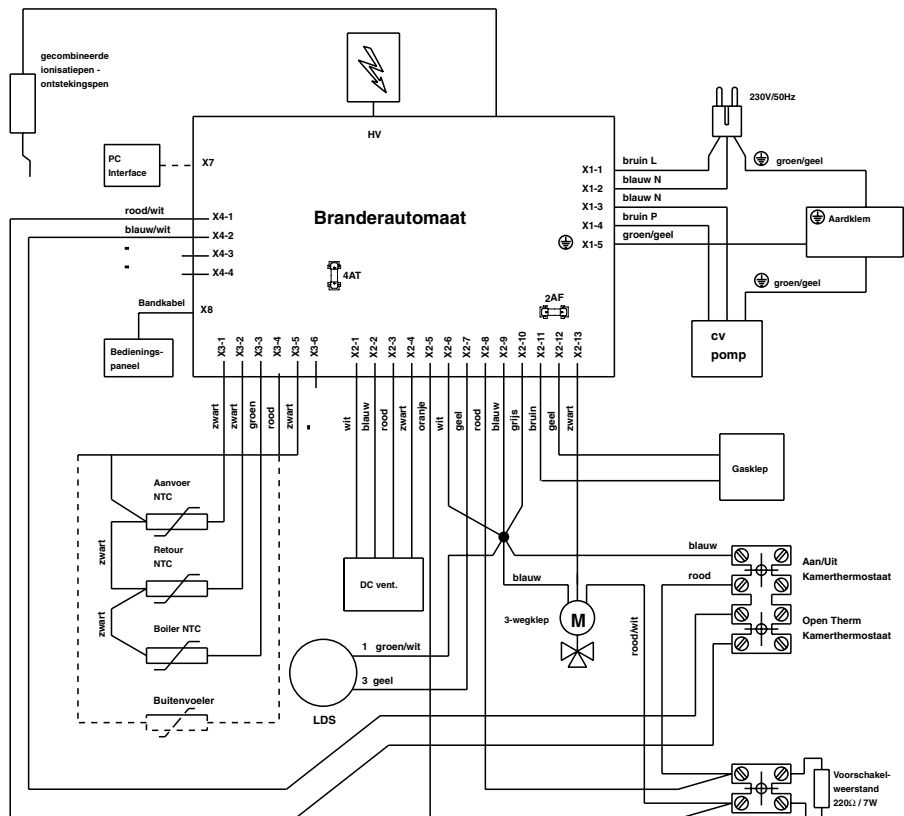 gecombineerde
ionisatiepen -
ontstekingspen
HV
230V/50Hz
PC
Interface
X7
bruin L
X1-1
groen/geel
blauw N
X1-2
blauw N
X1-3
bruin P
X1-4
groen/geel
X1-5
Aardklem
groen/geel
rood/wit
X4-1
blauw/wit
X4-2
-
X4-3
-
X4-4
Branderautomaat
4AT
2AF
Bandkabel
X8
Bedienings-
paneel
cv
pomp
X3-1
X3-2
X3-3
X3-4
X3-5
X3-6
X2-1
X2-2
X2-3
X2-4
X2-5
X2-6
X2-7
X2-8
X2-9
X2-10
X2-11
X2-12
X2-13
zwart
zwart
groen
rood
zwart
-
wit
blauw
rood
zwart
oranje
wit
geel
rood
blauw
grijs
bruin
geel
zwart
Gasklep
Aanvoer
NTC
zwart
Retour
NTC
zwart
Boiler NTC
Buitenvoeler
DC vent.
1 groen/wit
3 geel
LDS
blauw
3-wegklep
M
rood/wit
blauw
rood
Aan/Uit
Kamerthermostaat
Open Therm
Kamerthermostaat
Voorschakel-
weerstand
220Ω / 7W